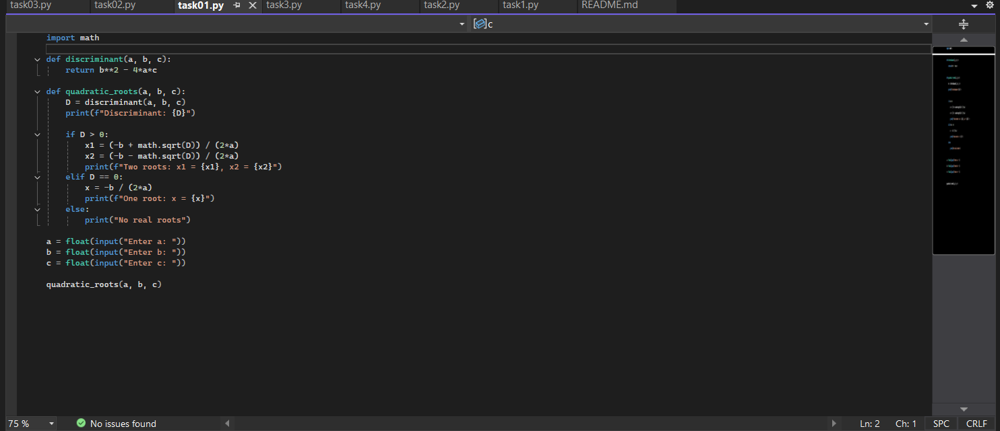 task03.py task02.py task01.py task3.py task4.py task2.py task1.py README.md
c
import math
def discriminant(a, b, c):
    return b**2 - 4*a*c
def quadratic_roots(a, b, c):
    D = discriminant(a, b, c)
    print(f"Discriminant: {D}")
    if D > 0:
        x1 = (-b + math.sqrt(D)) / (2*a)
        x2 = (-b - math.sqrt(D)) / (2*a)
        print(f"Two roots: x1 = {x1}, x2 = {x2}")
    elif D == 0:
        x = -b / (2*a)
        print(f"One root: x = {x}")
    else:
        print("No real roots")
a = float(input("Enter a: "))
b = float(input("Enter b: "))
c = float(input("Enter c: "))
quadratic_roots(a, b, c)
75 % No issues found Ln: 2 Ch: 1 SPC CRLF